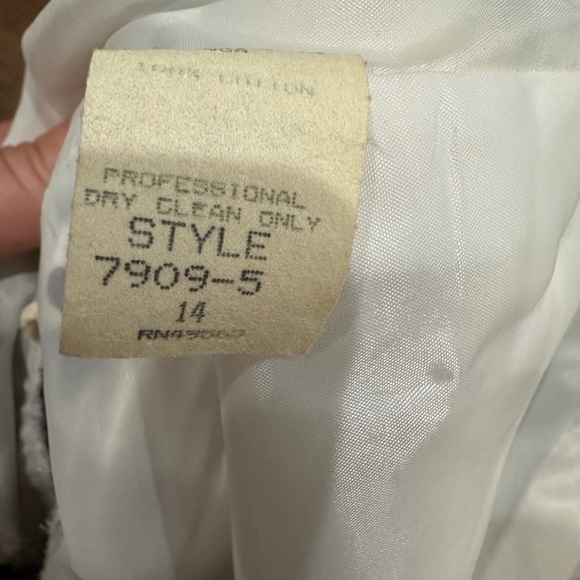 100% COTTON
PROFESSIONAL
DRY CLEAN ONLY
STYLE
7909-5
14